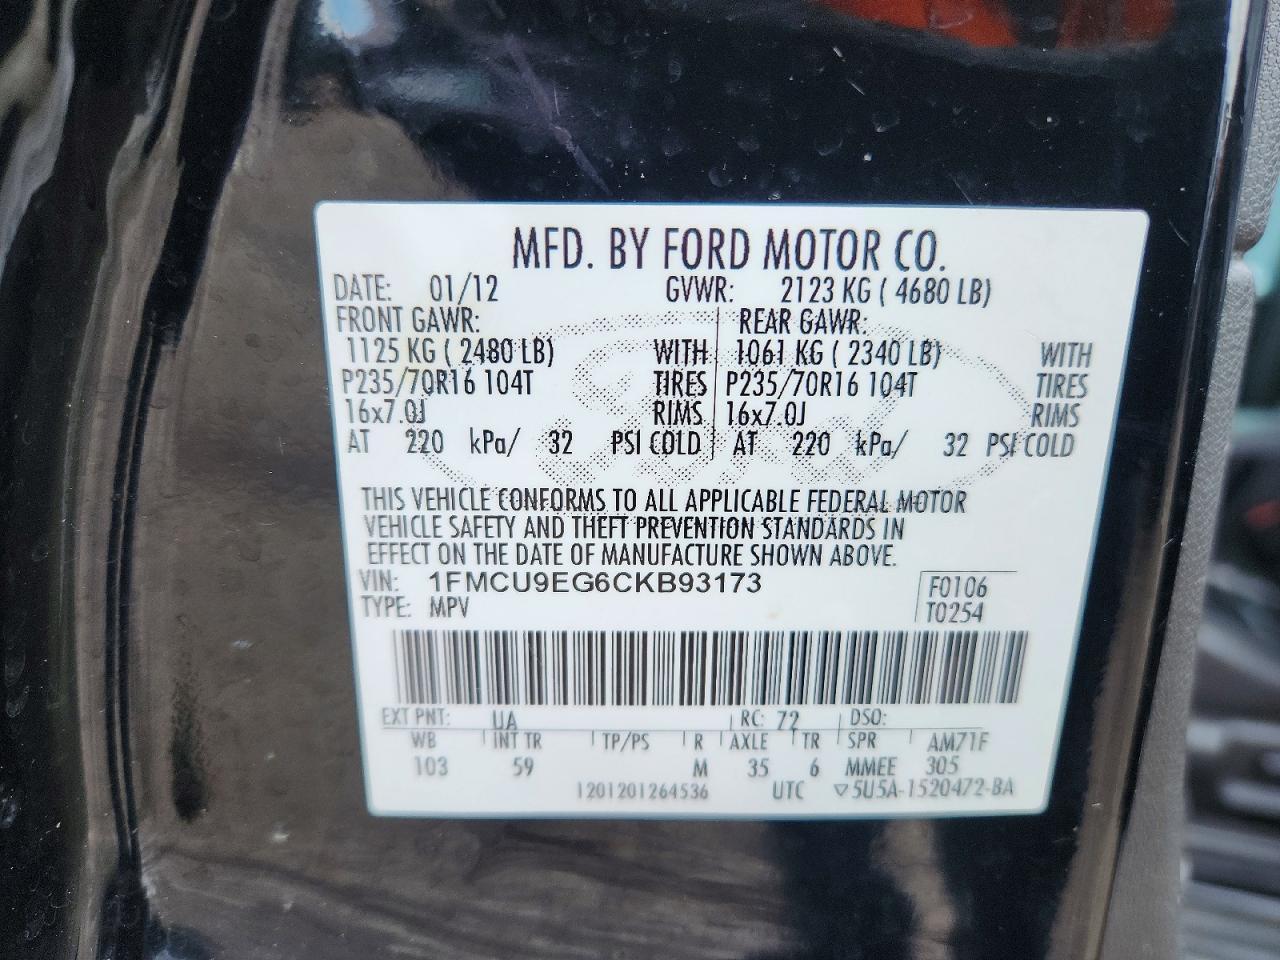 MFD. BY FORD MOTOR CO.
DATE: 01/12 GVWR: 2123 KG ( 4680 LB)
FRONT GAWR: REAR GAWR:
1125 KG ( 2480 LB) WITH 1061 KG ( 2340 LB) WITH
P235/70R16 104T TIRES P235/70R16 104T TIRES
16x7.0J RIMS 16x7.0J RIMS
AT 220 kPa/ 32 PSI COLD AT 220 kPa/ 32 PSI COLD
THIS VEHICLE CONFORMS TO ALL APPLICABLE FEDERAL MOTOR
VEHICLE SAFETY AND THEFT PREVENTION STANDARDS IN
EFFECT ON THE DATE OF MANUFACTURE SHOWN ABOVE.
VIN: 1FMCU9EG6CKB93173 F0106
TYPE: MPV T0254
EXT PNT: UA RC: 72 DSO:
WB INT TR TP/PS R AXLE TR SPR AM71F
103 59 M 35 6 MMEE 305
1201201264536 UTC ▽5U5A-1520472-BA